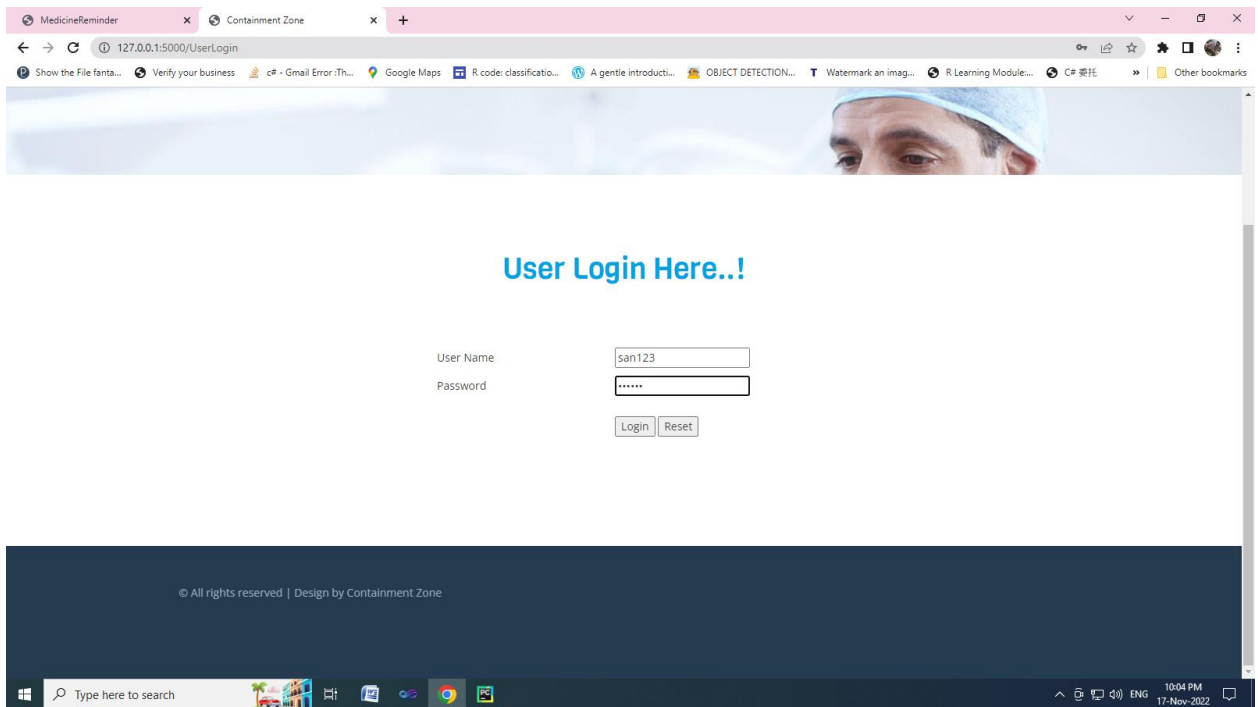 MedicineReminder
Containment Zone
127.0.0.1:5000/UserLogin
Show the File fanta... Verify your business c# - Gmail Error :Th... Google Maps R code: classificatio... A gentle introducti... OBJECT DETECTION... T Watermark an imag... R Learning Module:... C# 委托 » Other bookmarks
User Login Here..!
User Name san123
Password ······
Login Reset
© All rights reserved | Design by Containment Zone
Type here to search
ENG 10:04 PM
17-Nov-2022